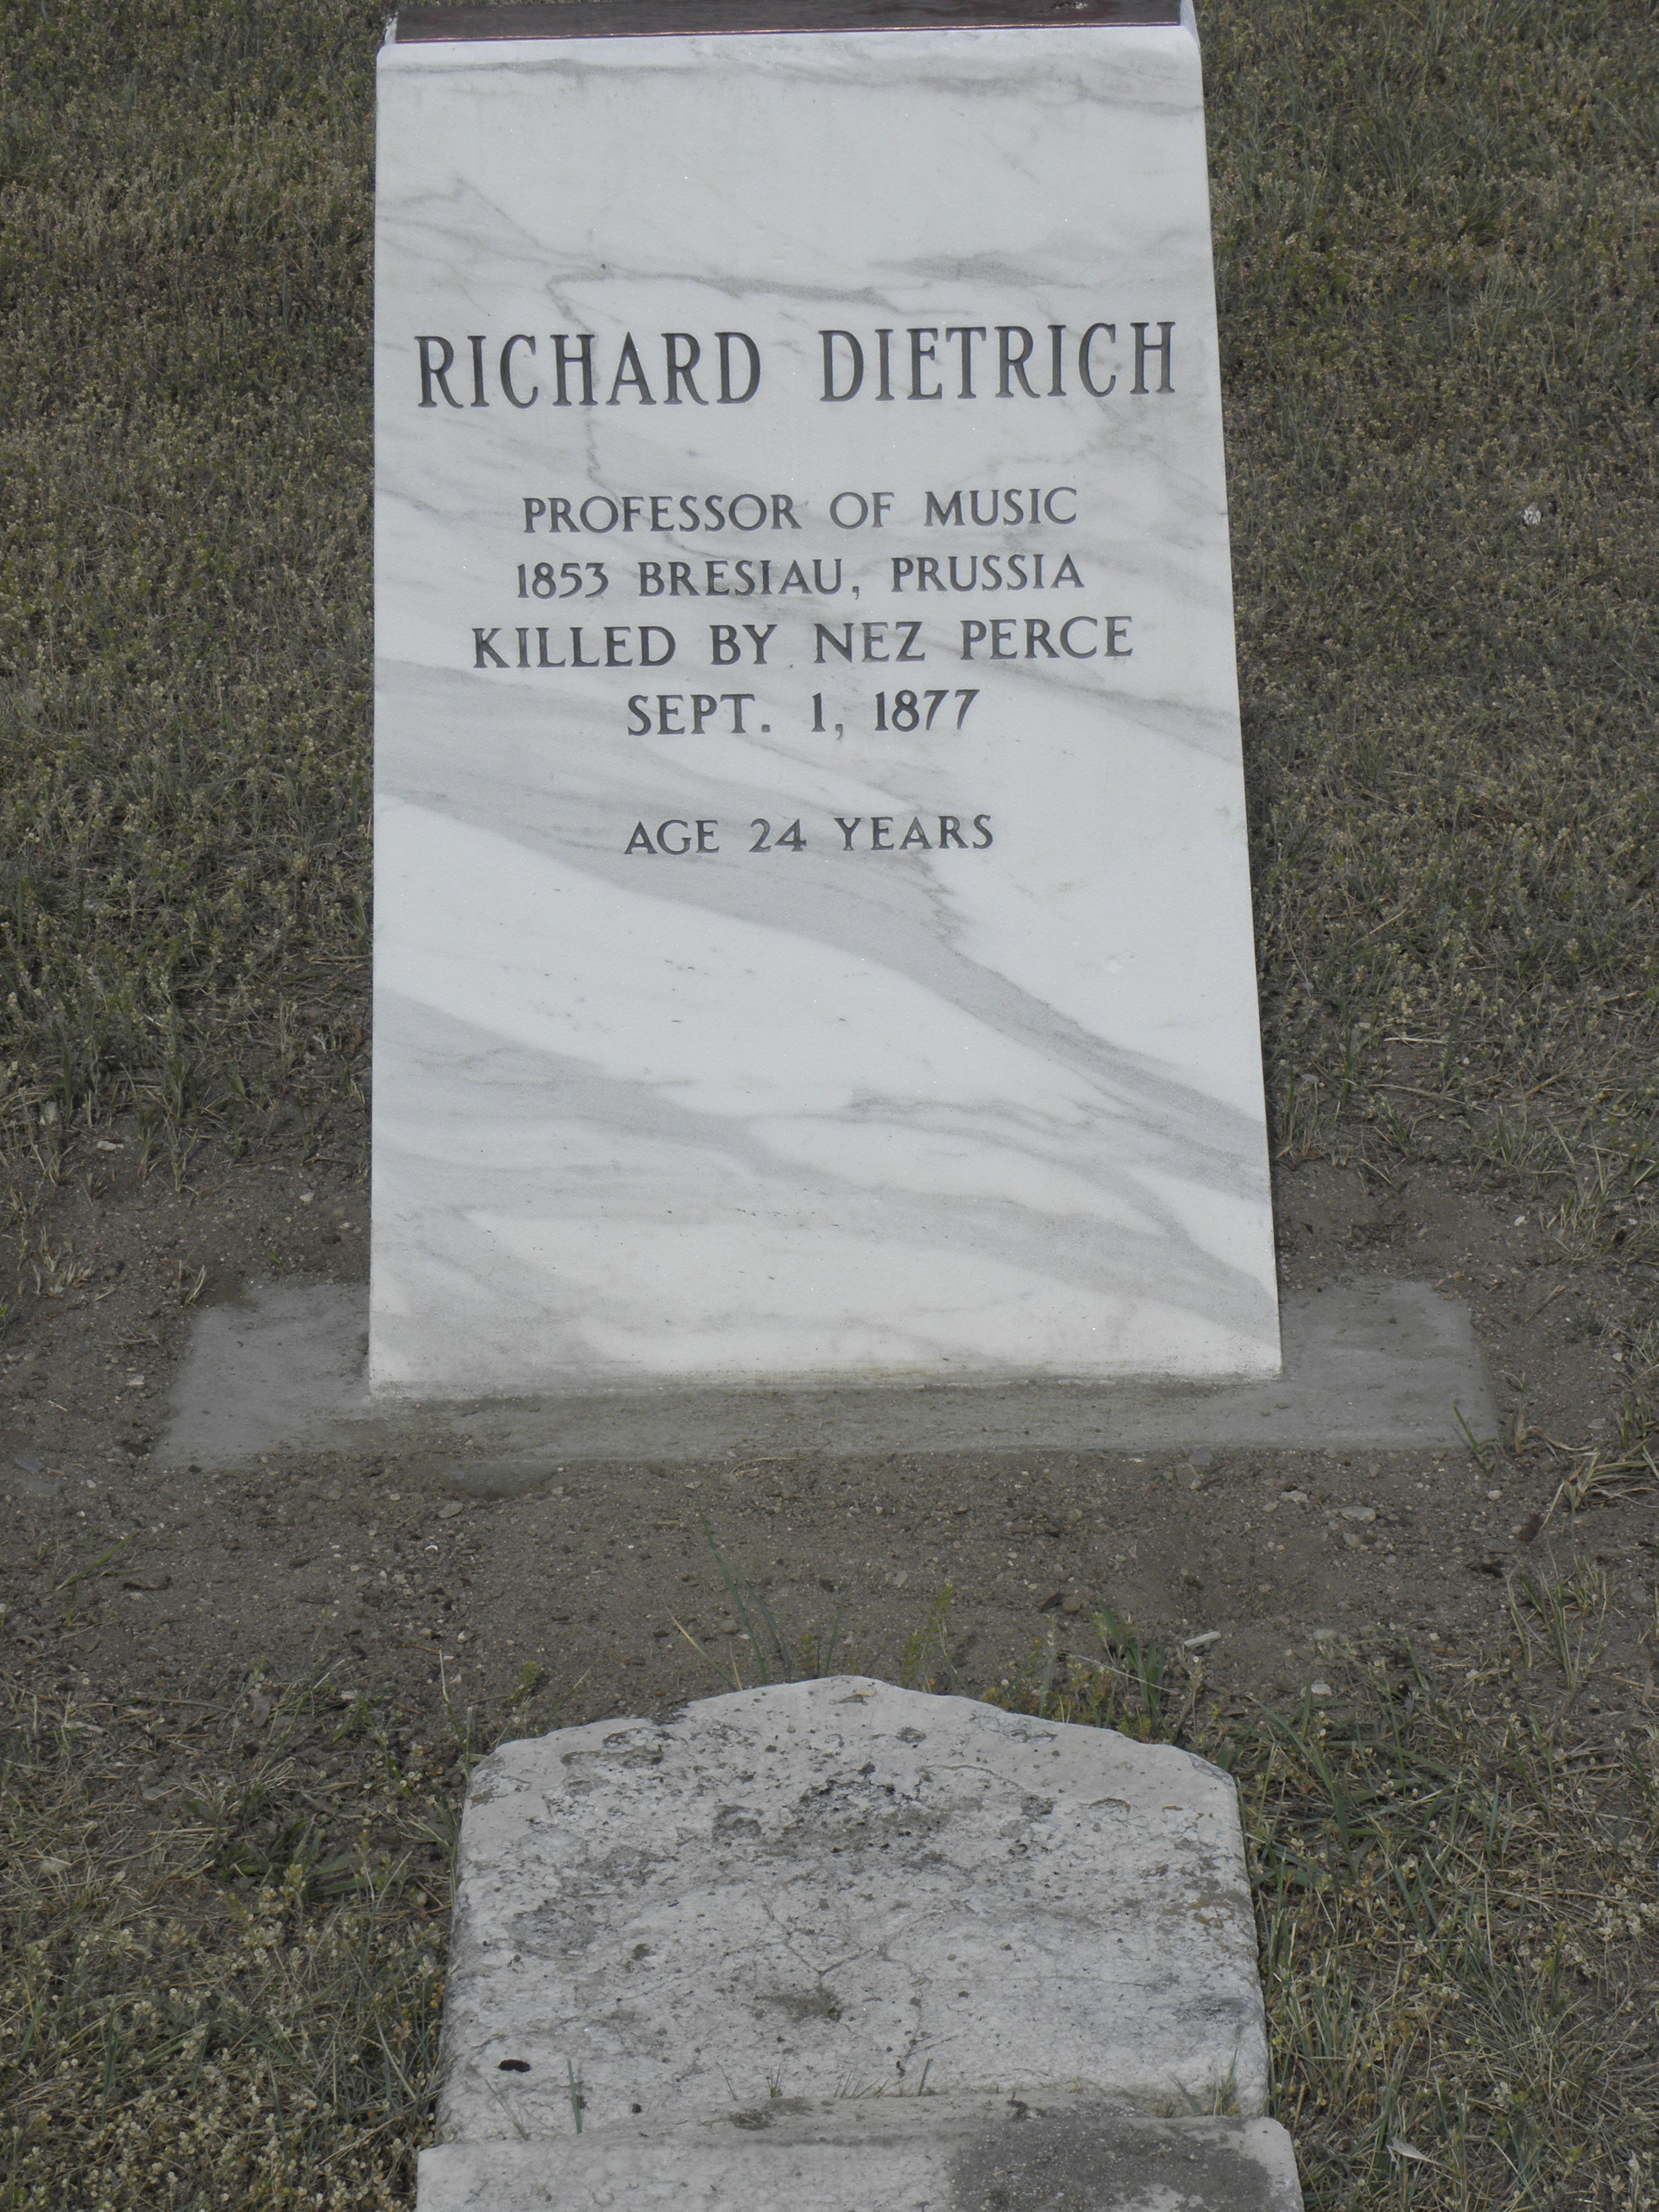 RICHARD DIETRICH
PROFESSOR OF MUSIC
1853 BRESIAU, PRUSSIA
KILLED BY NEZ PERCE
SEPT. 1, 1877
AGE 24 YEARS